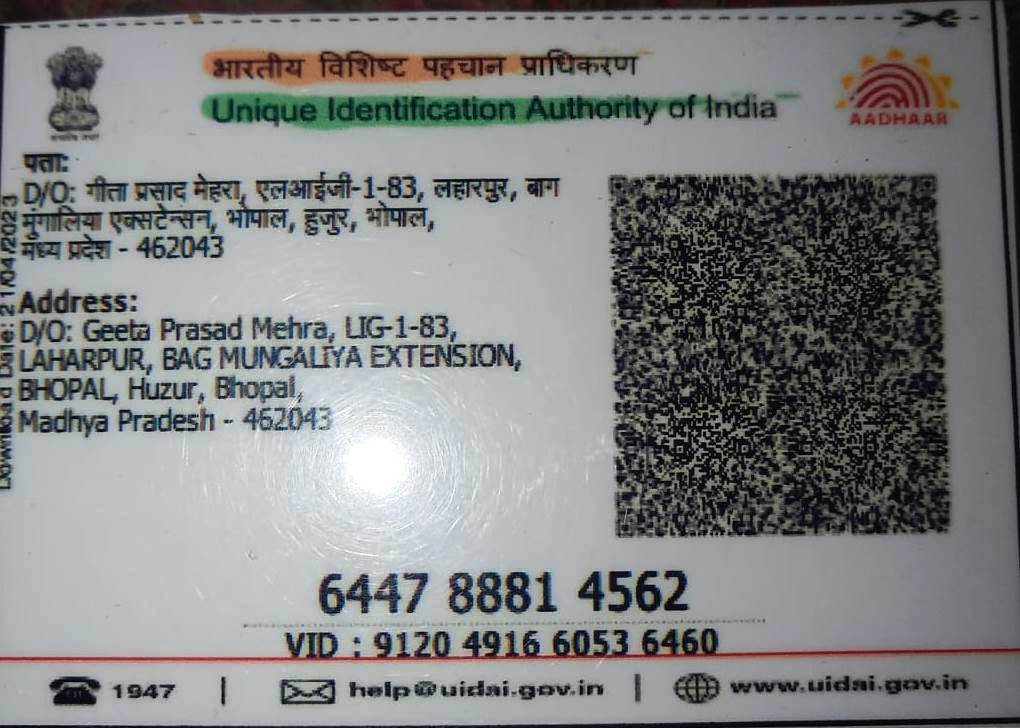 भारतीय विशिष्ट पहचान प्राधिकरण
Unique Identification Authority of India
AADHAAR
पता:
D/O: गीता प्रसाद मेहरा, एलआईजी-1-83, लहारपुर, बाग
मुंगालिया एक्सटेन्सन, भोपाल, हुजुर, भोपाल,
मध्य प्रदेश - 462043
Download Date: 21/04/2023
Address:
D/O: Geeta Prasad Mehra, LIG-1-83,
LAHARPUR, BAG MUNGALIYA EXTENSION,
BHOPAL, Huzur, Bhopal,
Madhya Pradesh - 462043
6447 8881 4562
VID : 9120 4916 6053 6460
1947 | help@uidai.gov.in | www.uidai.gov.in